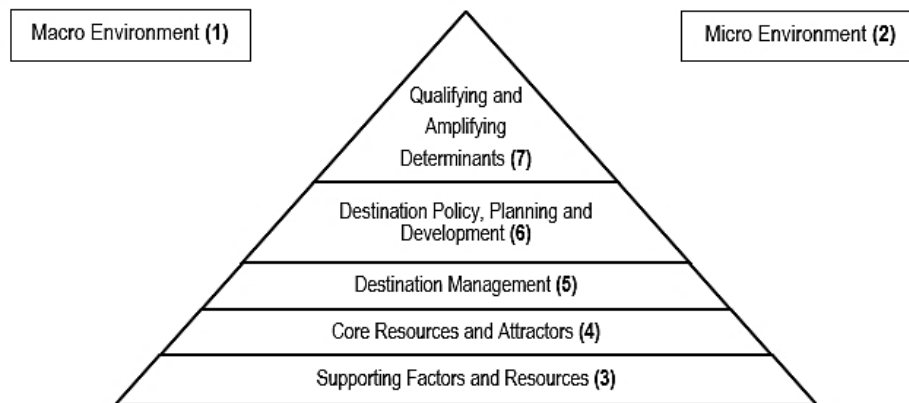 Macro Environment (1)
Micro Environment (2)
Qualifying and
Amplifying
Determinants (7)
Destination Policy, Planning and
Development (6)
Destination Management (5)
Core Resources and Attractors (4)
Supporting Factors and Resources (3)